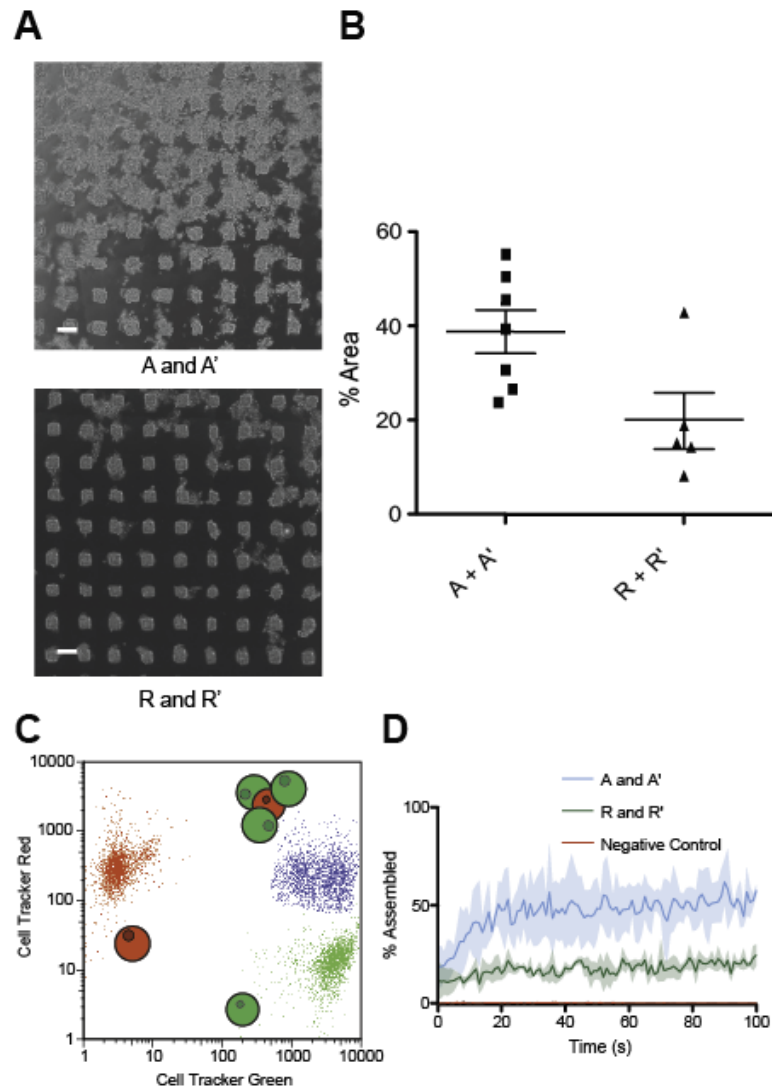 A
A and A'
R and R'
B
% Area
60
40
20
0
A + A'
R + R'
C
Cell Tracker Red
10000
1000
100
10
1
1 10 100 1000 10000
Cell Tracker Green
D
A and A'
R and R'
Negative Control
% Assembled
100
50
0
0 20 40 60 80 100
Time (s)